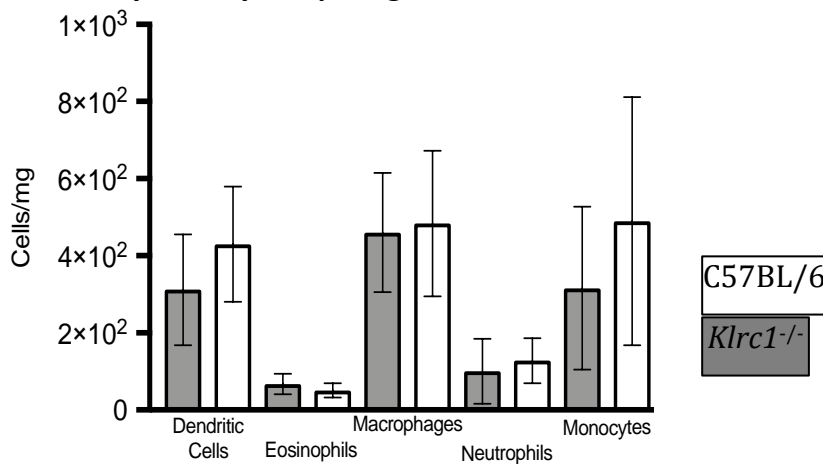 1×10³
8×10²
6×10²
4×10²
2×10²
0
Cells/mg
Dendritic
Cells
Eosinophils
Macrophages
Neutrophils
Monocytes
C57BL/6
Klrc1-/-